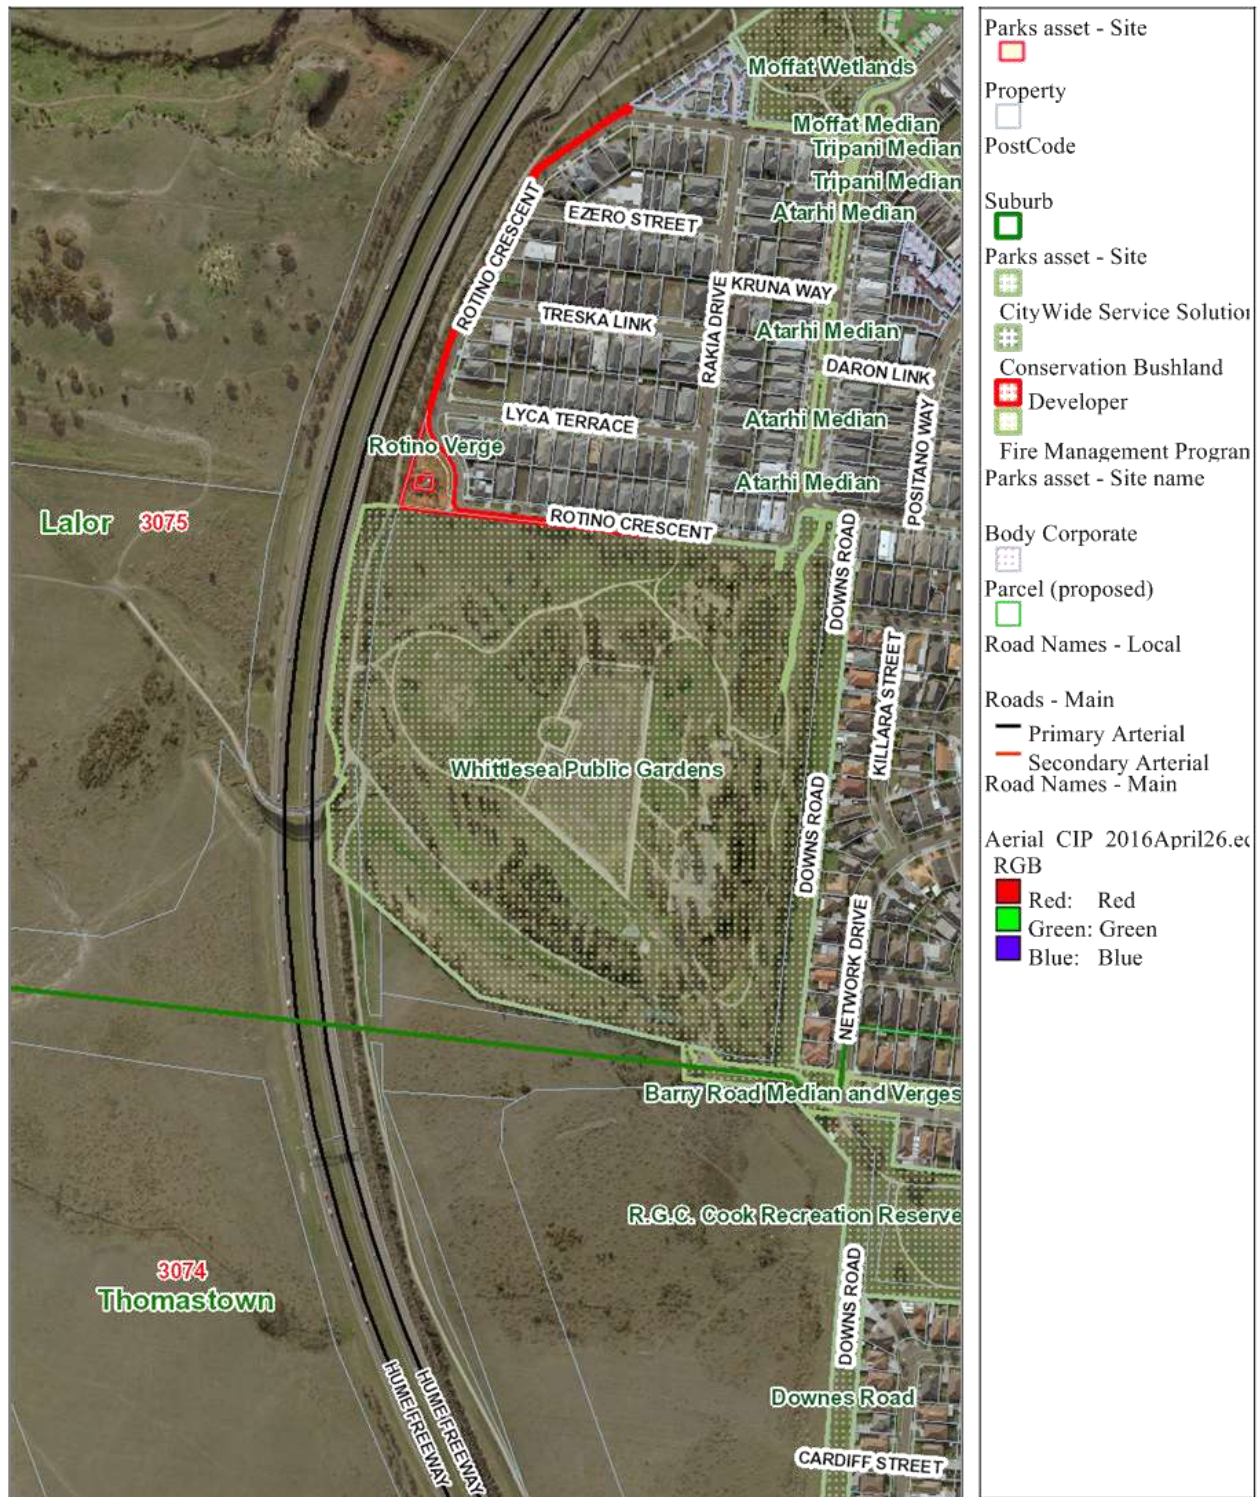 Moffat Wetlands
Moffat Median
Tripani Median
Tripani Median
Atarhi Median
EZERO STREET
ROTINO CRESCENT
KRUNA WAY
RAKIA DRIVE
TRESKA LINK
Atarhi Median
DARON LINK
LYCA TERRACE
Atarhi Median
POSITANO WAY
Rotino Verge
Atarhi Median
Lalor 3075
ROTINO CRESCENT
DOWNS ROAD
KILLARA STREET
Whittlesea Public Gardens
DOWNS ROAD
NETWORK DRIVE
Barry Road Median and Verges
R.G.C. Cook Recreation Reserve
3074
Thomastown
DOWNS ROAD
HUME FREEWAY
HUME FREEWAY
Downes Road
CARDIFF STREET
Parks asset - Site
Property
PostCode
Suburb
Parks asset - Site
CityWide Service Solution
Conservation Bushland
Developer
Fire Management Progran
Parks asset - Site name
Body Corporate
Parcel (proposed)
Road Names - Local
Roads - Main
Primary Arterial
Secondary Arterial
Road Names - Main
Aerial_CIP_2016April26.ec
RGB
Red: Red
Green: Green
Blue: Blue